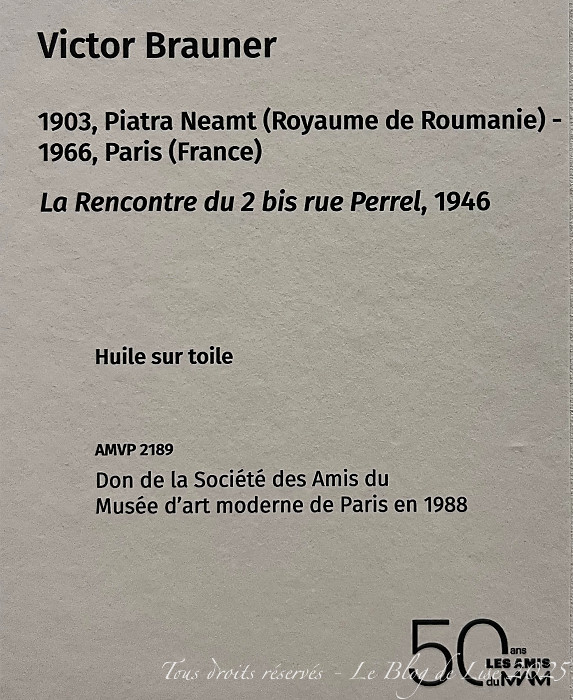 Victor Brauner
1903, Piatra Neamt (Royaume de Roumanie) -
1966, Paris (France)
La Rencontre du 2 bis rue Perrel, 1946
Huile sur toile
AMVP 2189
Don de la Société des Amis du
Musée d'art moderne de Paris en 1988
50 ans
LES AMIS
du MAM
Tous droits réservés - Le Blog de Lise 2025